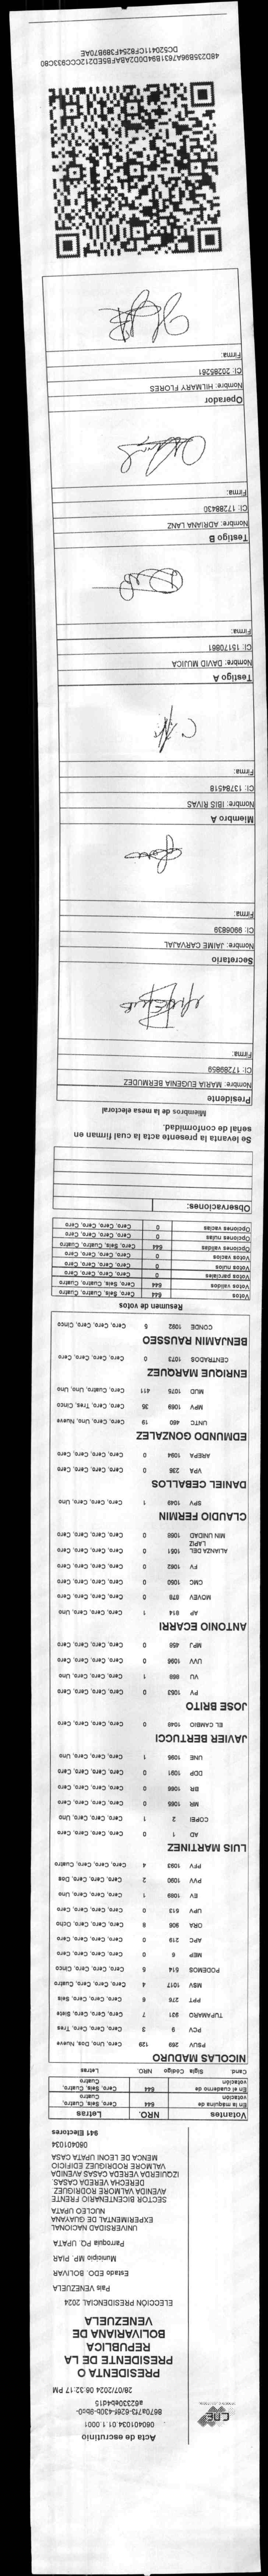 CNE
Acta de escrutinio
060401034.01.1.0001
8670a7f3-626f-430b-9bc0-
a62330eb4d15
28/07/2024 06:32:17 PM
PRESIDENTA O
PRESIDENTE DE LA
REPUBLICA
BOLIVARIANA DE
VENEZUELA
ELECCIÓN PRESIDENCIAL 2024
País VENEZUELA
Estado EDO. BOLIVAR
Municipio MP. PIAR
Parroquia PQ. UPATA
UNIVERSIDAD NACIONAL
EXPERIMENTAL DE GUAYANA
NUCLEO UPATA
SECTOR BICENTENARIO FRENTE
AVENIDA VALMORE RODRIGUEZ.
DERECHA VEREDA CASAS.
IZQUIERDA VEREDA CASAS AVENIDA
VALMORE RODRIGUEZ EDIFICIO
MENCA DE LEONI UPATA CASA
060401034
941 Electores
Votantes NRO. Letras
En la máquina de votación 644 Cero, Seis, Cuatro, Cuatro
En el cuaderno de votación 644 Cero, Seis, Cuatro, Cuatro
Cand. Sigla Código NRO. Letras
NICOLAS MADURO
PSUV 269 129 Cero, Uno, Dos, Nueve
PCV 9 3 Cero, Cero, Cero, Tres
TUPAMARO 931 7 Cero, Cero, Cero, Siete
PPT 276 6 Cero, Cero, Cero, Seis
MSV 1017 4 Cero, Cero, Cero, Cuatro
PODEMOS 514 5 Cero, Cero, Cero, Cinco
MEP 6 0 Cero, Cero, Cero, Cero
APC 219 0 Cero, Cero, Cero, Cero
ORA 906 8 Cero, Cero, Cero, Ocho
UPV 513 0 Cero, Cero, Cero, Cero
EV 1089 1 Cero, Cero, Cero, Uno
PVV 1090 2 Cero, Cero, Cero, Dos
PFV 1093 4 Cero, Cero, Cero, Cuatro
LUIS MARTINEZ
AD 1 0 Cero, Cero, Cero, Cero
COPEI 2 1 Cero, Cero, Cero, Uno
MR 1065 0 Cero, Cero, Cero, Cero
BR 1066 0 Cero, Cero, Cero, Cero
DDP 1091 0 Cero, Cero, Cero, Cero
UNE 1095 1 Cero, Cero, Cero, Uno
JAVIER BERTUCCI
EL CAMBIO 1048 0 Cero, Cero, Cero, Cero
JOSE BRITO
PV 1053 0 Cero, Cero, Cero, Cero
VU 868 1 Cero, Cero, Cero, Uno
UVV 1096 0 Cero, Cero, Cero, Cero
MPJ 458 0 Cero, Cero, Cero, Cero
ANTONIO ECARRI
AP 814 1 Cero, Cero, Cero, Uno
MOVEV 978 0 Cero, Cero, Cero, Cero
CMC 1050 0 Cero, Cero, Cero, Cero
FV 1062 0 Cero, Cero, Cero, Cero
ALIANZA DEL LAPIZ 1051 0 Cero, Cero, Cero, Cero
MIN UNIDAD 1068 0 Cero, Cero, Cero, Cero
CLAUDIO FERMIN
SPV 1049 1 Cero, Cero, Cero, Uno
DANIEL CEBALLOS
VPA 236 0 Cero, Cero, Cero, Cero
AREPA 1094 0 Cero, Cero, Cero, Cero
EDMUNDO GONZALEZ
UNTC 460 19 Cero, Cero, Uno, Nueve
MPV 1069 35 Cero, Cero, Tres, Cinco
MUD 1075 411 Cero, Cuatro, Uno, Uno
ENRIQUE MARQUEZ
CENTRADOS 1073 0 Cero, Cero, Cero, Cero
BENJAMIN RAUSSEO
CONDE 1092 5 Cero, Cero, Cero, Cinco
Resumen de votos
Votos 644 Cero, Seis, Cuatro, Cuatro
Votos validos 644 Cero, Seis, Cuatro, Cuatro
Votos parciales 0 Cero, Cero, Cero, Cero
Votos nulos 0 Cero, Cero, Cero, Cero
Votos vacios 0 Cero, Cero, Cero, Cero
Opciones validas 644 Cero, Seis, Cuatro, Cuatro
Opciones nulas 0 Cero, Cero, Cero, Cero
Opciones vacias 0 Cero, Cero, Cero, Cero
Observaciones:
Se levanta la presente acta la cual firman en
señal de conformidad.
Miembros de la mesa electoral
Presidente
Nombre: MARIA EUGENIA BERMUDEZ
CI: 17289859
Firma:
Secretario
Nombre: JAIME CARVAJAL
CI: 9906839
Firma:
Miembro A
Nombre: IBIS RIVAS
CI: 13784518
Firma:
Testigo A
Nombre: DAVID MUJICA
CI: 15170861
Firma:
Testigo B
Nombre: ADRIANA LANZ
CI: 17288430
Firma:
Operador
Nombre: HILMARY FLORES
CI: 20265261
Firma:
48D235B96A7631B94D0D2ABAFB5ED212CCC933C80
DC520411CF8254F389B70AE